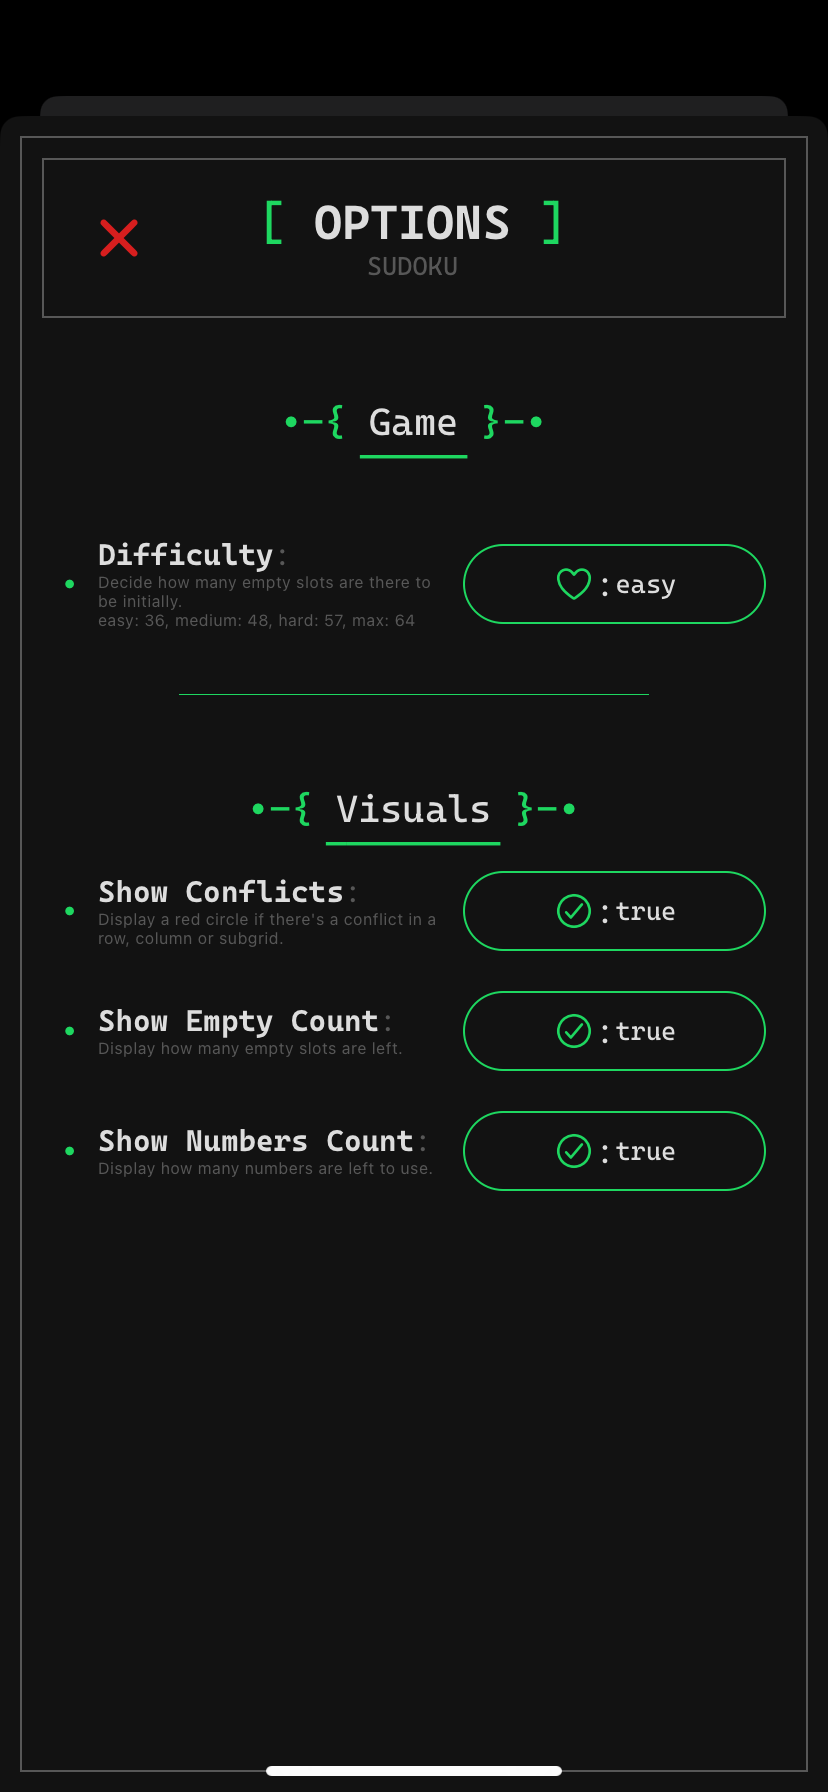 [ OPTIONS ]
SUDOKU
•−{ Game }−•
Difficulty:
Decide how many empty slots are there to
be initially.
easy: 36, medium: 48, hard: 57, max: 64
:easy
•−{ Visuals }−•
Show Conflicts:
Display a red circle if there's a conflict in a
row, column or subgrid.
:true
Show Empty Count:
Display how many empty slots are left.
:true
Show Numbers Count:
Display how many numbers are left to use.
:true